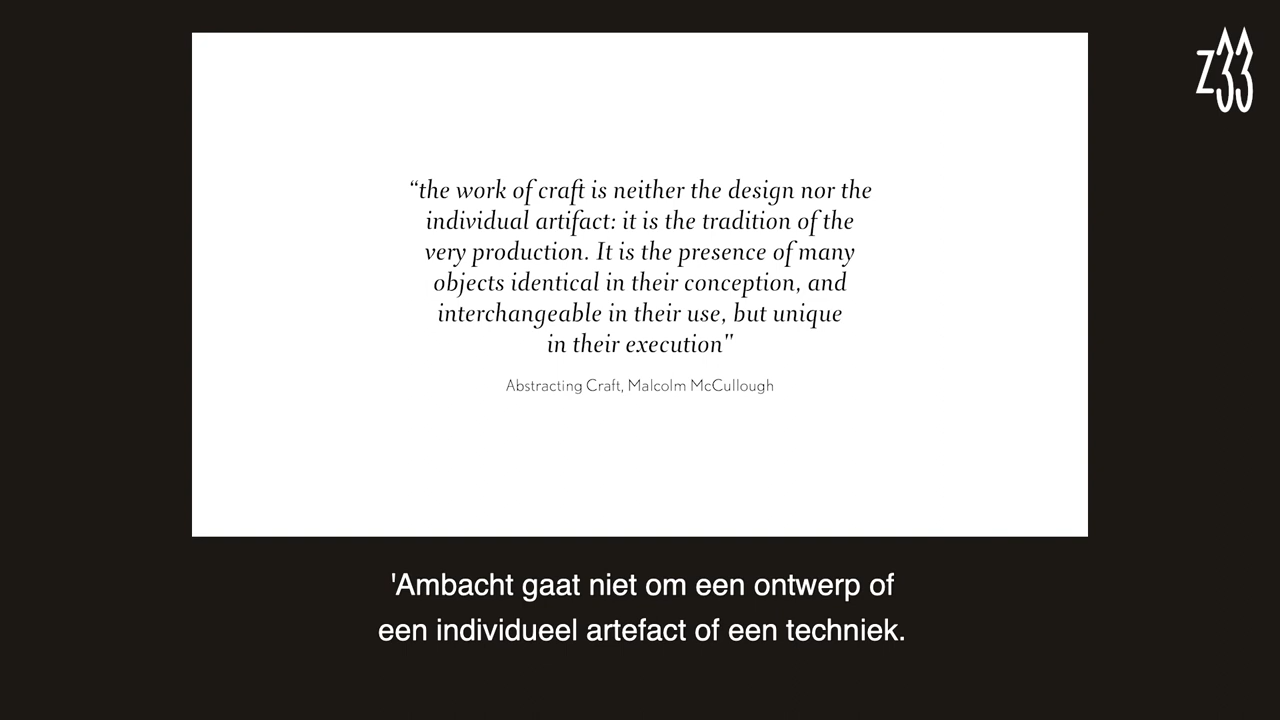 z33
“the work of craft is neither the design nor the
individual artifact: it is the tradition of the
very production. It is the presence of many
objects identical in their conception, and
interchangeable in their use, but unique
in their execution"
Abstracting Craft, Malcolm McCullough
'Ambacht gaat niet om een ontwerp of
een individueel artefact of een techniek.